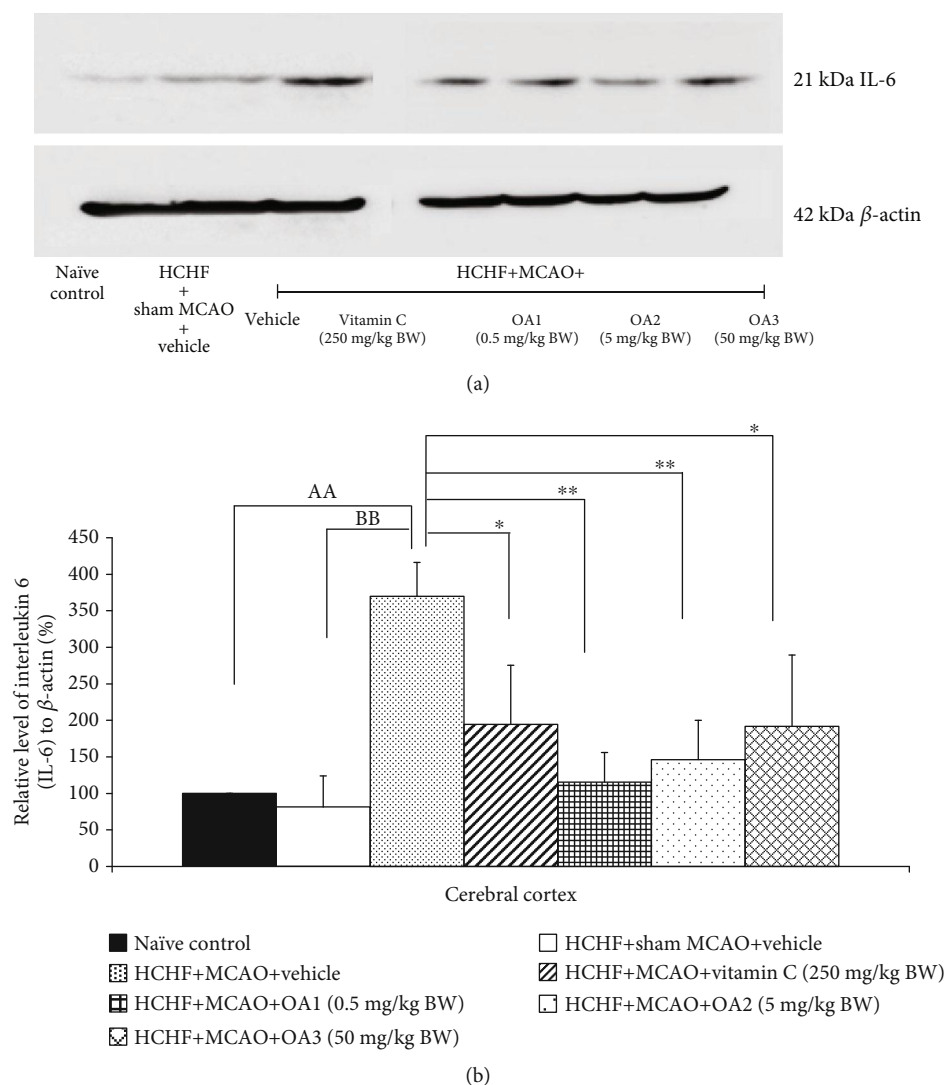 21 kDa IL-6
42 kDa β-actin
Naïve
control
HCHF
+
sham MCAO
+
vehicle
HCHF+MCAO+
Vehicle
Vitamin C
(250 mg/kg BW)
OA1
(0.5 mg/kg BW)
OA2
(5 mg/kg BW)
OA3
(50 mg/kg BW)
(a)
*
**
AA
**
BB
*
Relative level of interleukin 6
(IL-6) to β-actin (%)
450
400
350
300
250
200
150
100
50
0
Cerebral cortex
Naïve control
HCHF+sham MCAO+vehicle
HCHF+MCAO+vehicle
HCHF+MCAO+vitamin C (250 mg/kg BW)
HCHF+MCAO+OA1 (0.5 mg/kg BW)
HCHF+MCAO+OA2 (5 mg/kg BW)
HCHF+MCAO+OA3 (50 mg/kg BW)
(b)